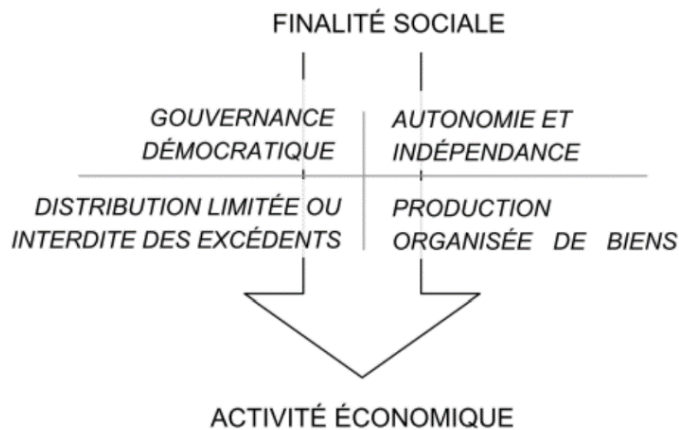 FINALITÉ SOCIALE
GOUVERNANCE
DÉMOCRATIQUE
AUTONOMIE ET
INDÉPENDANCE
DISTRIBUTION LIMITÉE OU
INTERDITE DES EXCÉDENTS
PRODUCTION
ORGANISÉE DE BIENS
ACTIVITÉ ÉCONOMIQUE